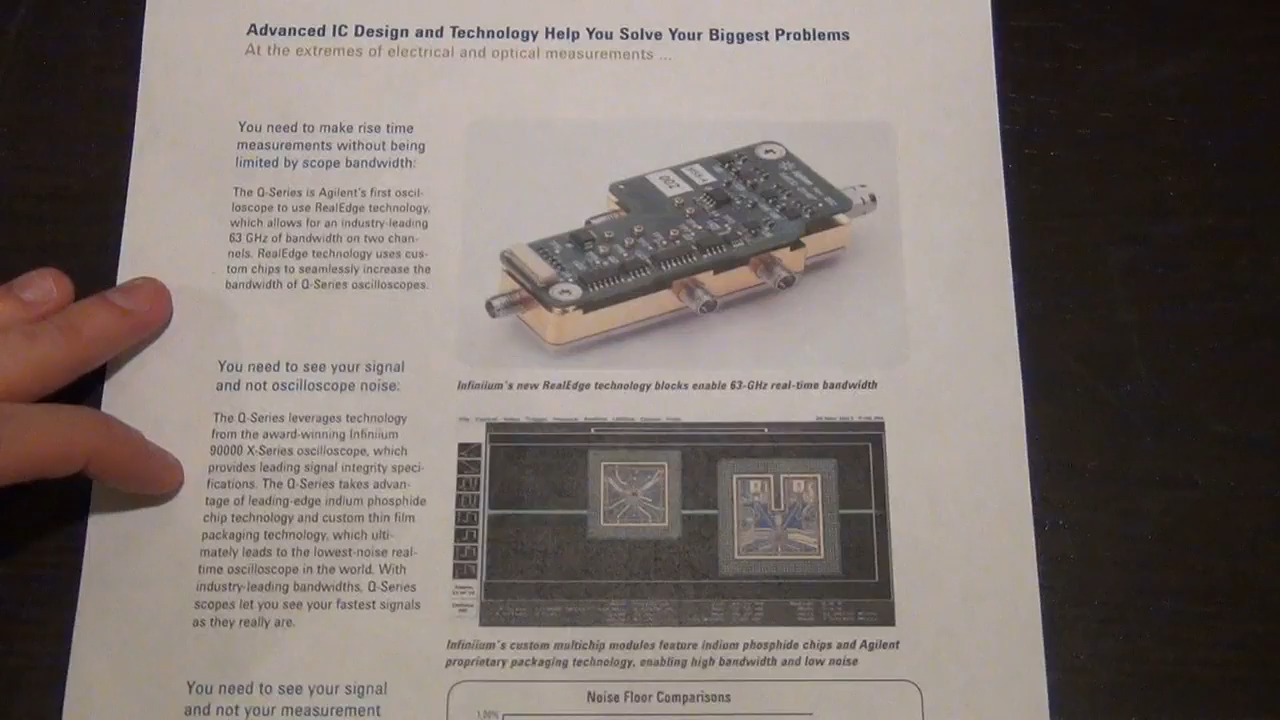 Advanced IC Design and Technology Help You Solve Your Biggest Problems
At the extremes of electrical and optical measurements ...
You need to make rise time
measurements without being
limited by scope bandwidth:
The Q-Series is Agilent's first oscil-
loscope to use RealEdge technology,
which allows for an industry-leading
63 GHz of bandwidth on two chan-
nels. RealEdge technology uses cus-
tom chips to seamlessly increase the
bandwidth of Q-Series oscilloscopes.
002
Infiniium's new RealEdge technology blocks enable 63-GHz real-time bandwidth
You need to see your signal
and not oscilloscope noise:
The Q-Series leverages technology
from the award-winning Infiniium
90000 X-Series oscilloscope, which
provides leading signal integrity speci-
fications. The Q-Series takes advan-
tage of leading-edge indium phosphide
chip technology and custom thin film
packaging technology, which ulti-
mately leads to the lowest-noise real-
time oscilloscope in the world. With
industry-leading bandwidths, Q-Series
scopes let you see your fastest signals
as they really are.
Infiniium's custom multichip modules feature indium phosphide chips and Agilent
proprietary packaging technology, enabling high bandwidth and low noise
You need to see your signal
and not your measurement
Noise Floor Comparisons
1.20%